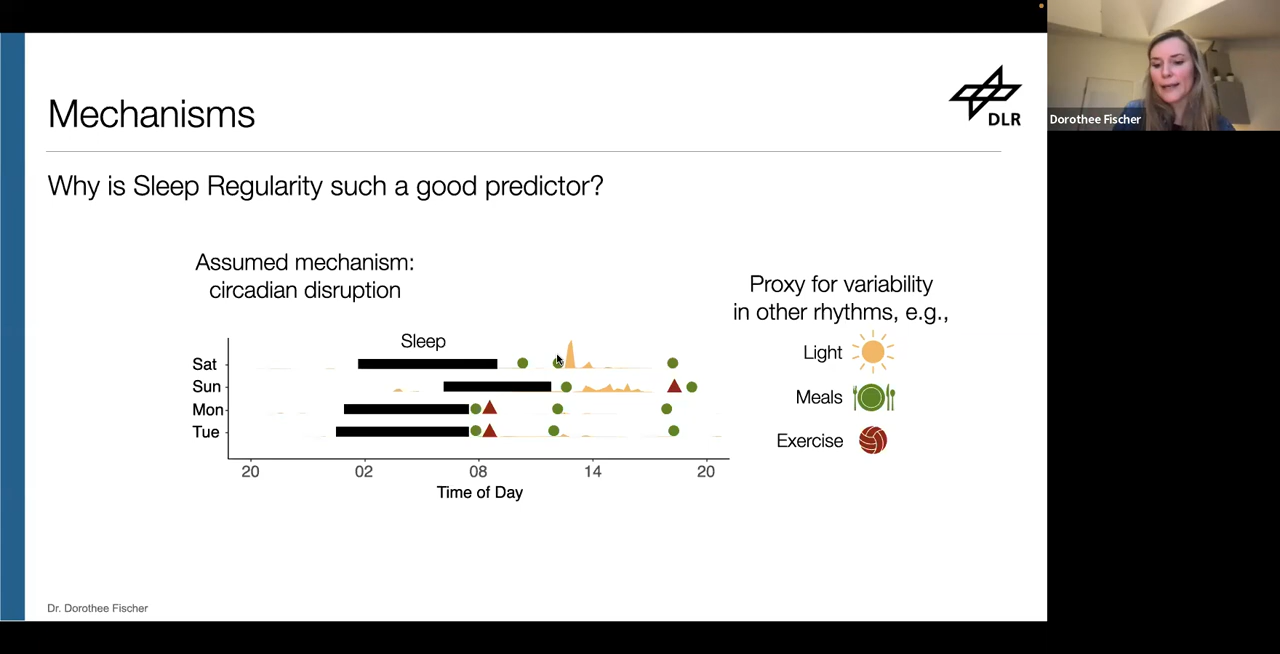 Mechanisms
DLR
Dorothee Fischer
Why is Sleep Regularity such a good predictor?
Assumed mechanism:
circadian disruption
Proxy for variability
in other rhythms, e.g.,
Sleep
Light
Meals
Exercise
Sat
Sun
Mon
Tue
20 02 08 14 20
Time of Day
Dr. Dorothee Fischer